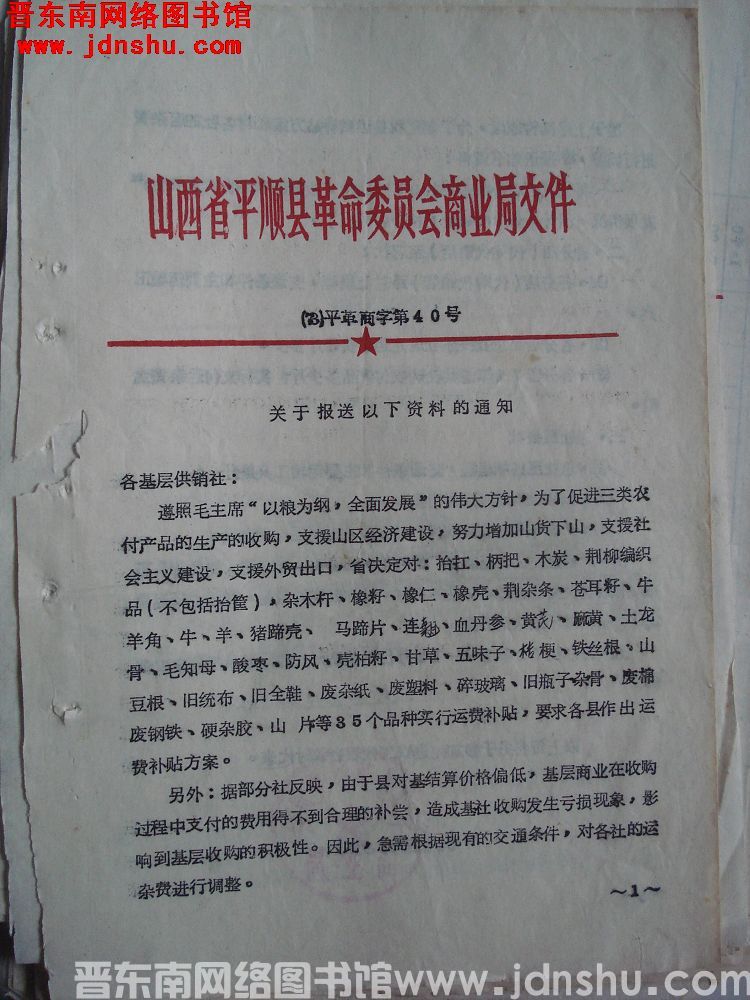 晋东南网络图书馆
www.jdnshu.com
山西省平顺县革命委员会商业局文件
(73)平革商字第40号
关于报送以下资料的通知
各基层供销社：
遵照毛主席“以粮为纲，全面发展”的伟大方针，为了促进三类农
付产品的生产的收购，支援山区经济建设，努力增加山货下山，支援社
会主义建设，支援外贸出口，省决定对：抬扛、柄把、木炭、荆柳编织
品（不包括抬筐），杂木杆、橡籽、橡仁、橡壳、荆杂条、苍耳籽、牛
羊角、牛、羊、猪蹄壳、 马蹄片、连翘、血丹参、黄芪、 黄、土龙
骨、毛知母、酸枣、防风、壳柏籽、甘草、五味子、 梗、铁丝根、山
豆根、旧统布、旧全鞋、废杂纸、废塑料、碎玻璃、旧瓶子杂骨、废棉
废钢铁、硬杂胶、山 片等35个品种实行运费补贴，要求各县作出运
费补贴方案。
另外：据部分社反映，由于县对基结算价格偏低，基层商业在收购
过程中支付的费用得不到合理的补尝，造成基社收购发生亏损现象，影
响到基层收购的积极性。因此，急需根据现有的交通条件，对各社的运
杂费进行调整。
～1～
晋东南网络图书馆www.jdnshu.com